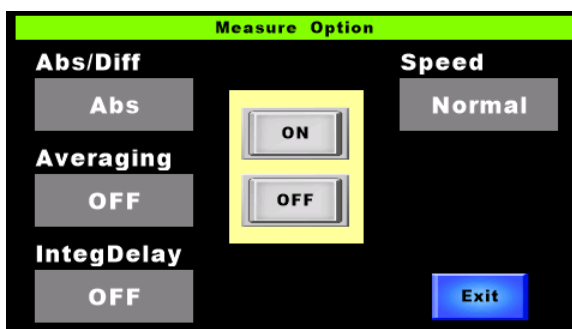 Measure Option
Abs/Diff
Abs
Averaging
OFF
IntegDelay
OFF
ON
OFF
Speed
Normal
Exit